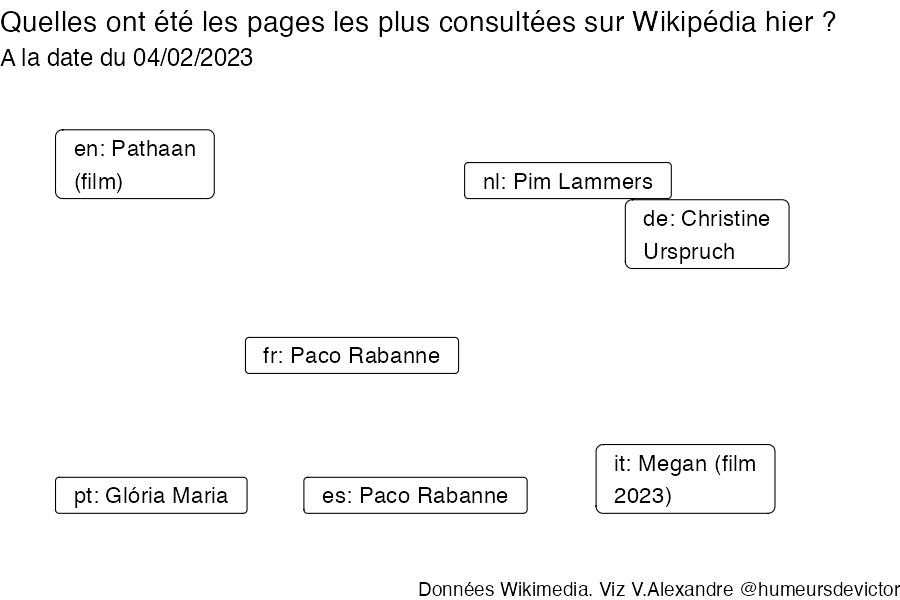 Quelles ont été les pages les plus consultées sur Wikipédia hier ?
A la date du 04/02/2023
en: Pathaan
(film)
nl: Pim Lammers
de: Christine
Urspruch
fr: Paco Rabanne
pt: Glória Maria
es: Paco Rabanne
it: Megan (film
2023)
Données Wikimedia. Viz V.Alexandre @humeursdevictor